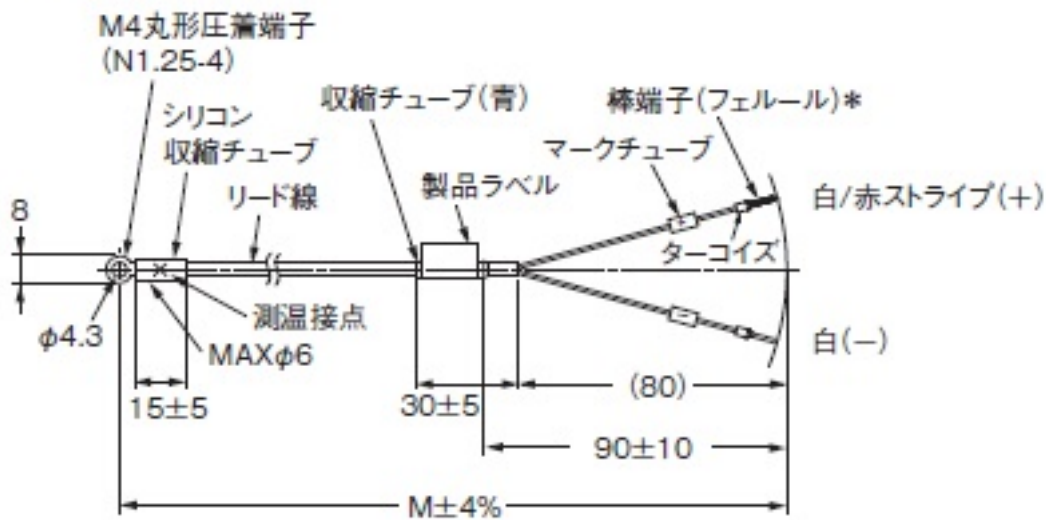 M4丸形圧着端子
(N1.25-4)
シリコン
収縮チューブ
収縮チューブ(青)
棒端子(フェルール)*
マークチューブ
製品ラベル
リード線
白/赤ストライプ(+)
ターコイズ
8
+
φ4.3
測温接点
MAXφ6
−
白(−)
15±5
30±5
(80)
90±10
M±4%